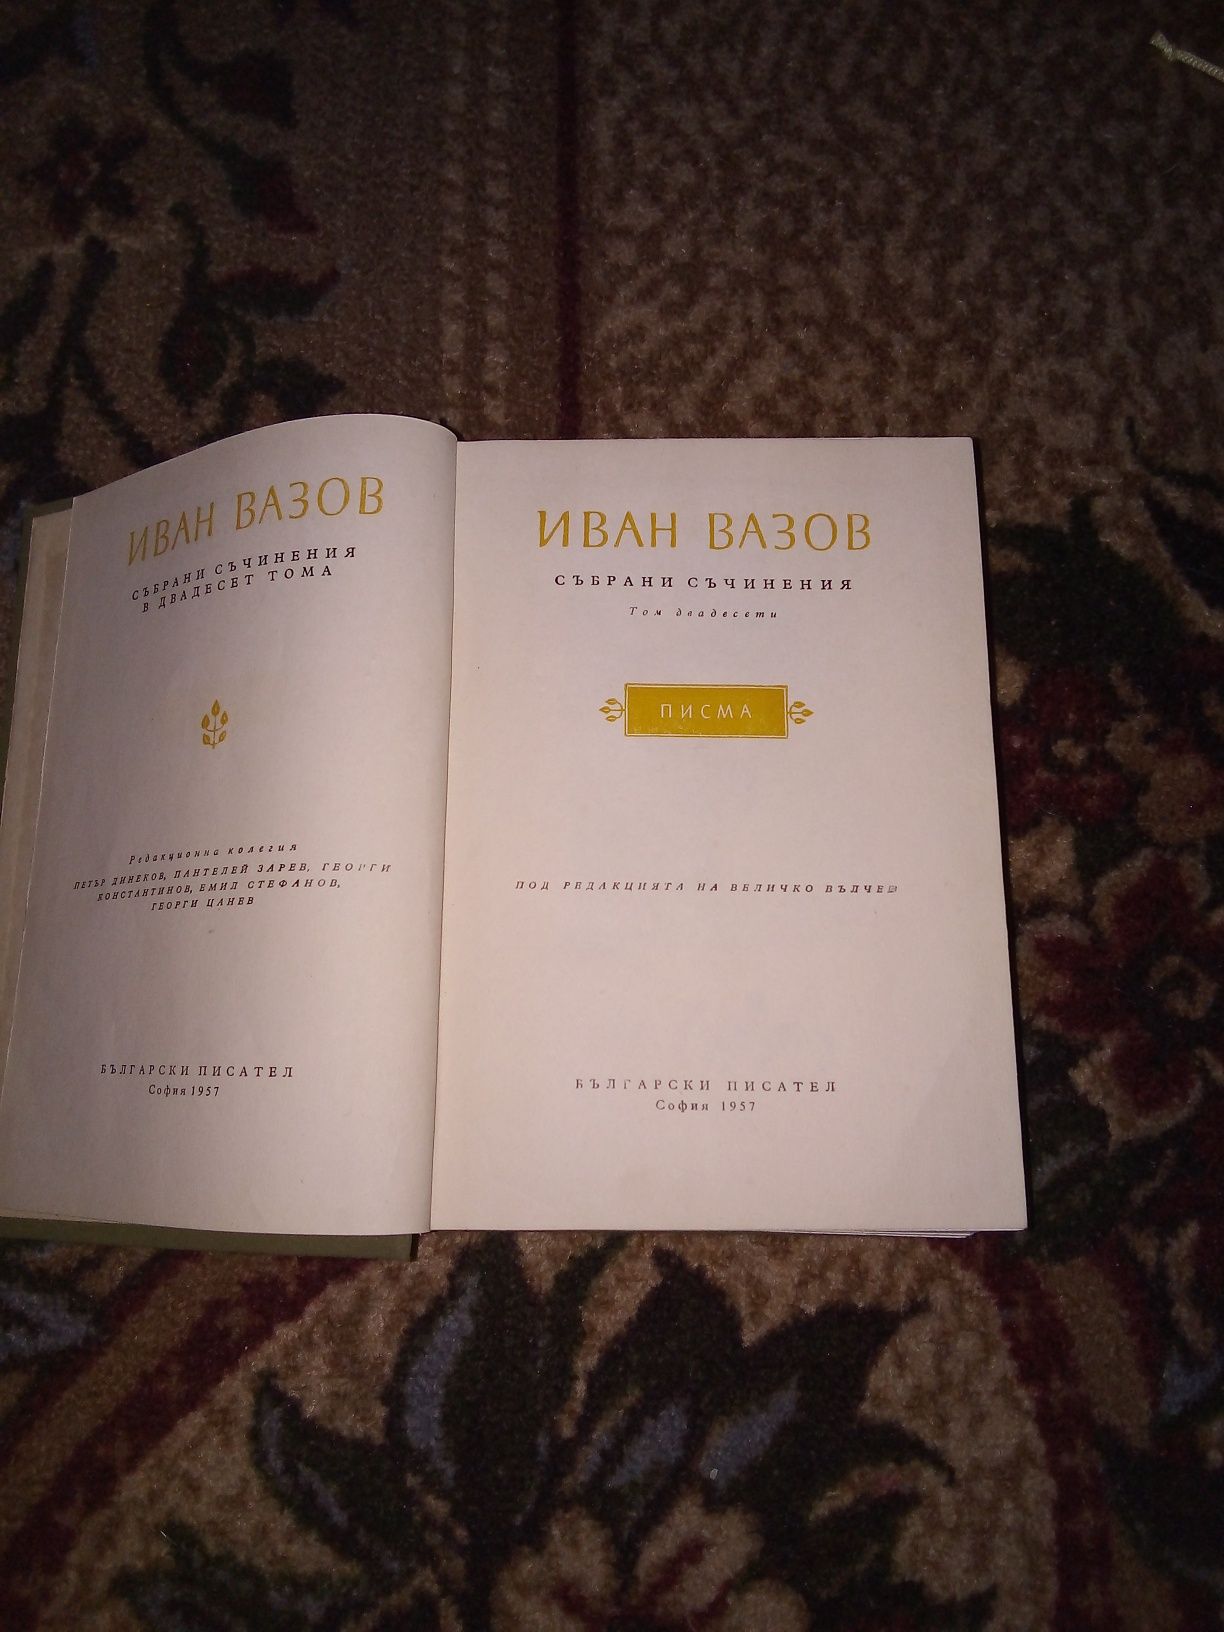 ИВАН ВАЗОВ
СЪБРАНИ СЪЧИНЕНИЯ
В ДВАДЕСЕТ ТОМА
Редакционна колегия
ПЕТЪР ДИНЕКОВ, ПАНТЕЛЕЙ ЗАРЕВ, ГЕОРГИ
КОНСТАНТИНОВ, ЕМИЛ СТЕФАНОВ,
ГЕОРГИ ЦАНЕВ
БЪЛГАРСКИ ПИСАТЕЛ
София 1957
ИВАН ВАЗОВ
СЪБРАНИ СЪЧИНЕНИЯ
Том двадесети
ПИСМА
ПОД РЕДАКЦИЯТА НА ВЕЛИЧКО ВЪЛЧЕВ
БЪЛГАРСКИ ПИСАТЕЛ
София 1957